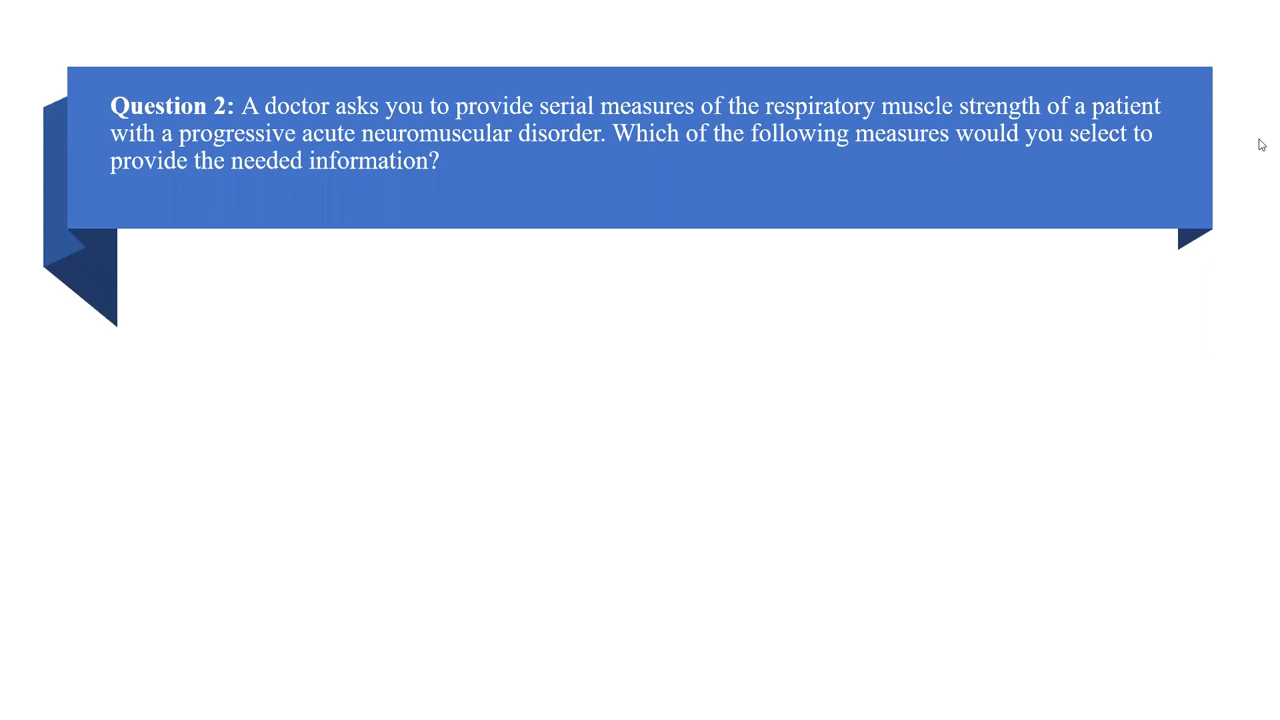 Question 2: A doctor asks you to provide serial measures of the respiratory muscle strength of a patient
with a progressive acute neuromuscular disorder. Which of the following measures would you select to
provide the needed information?